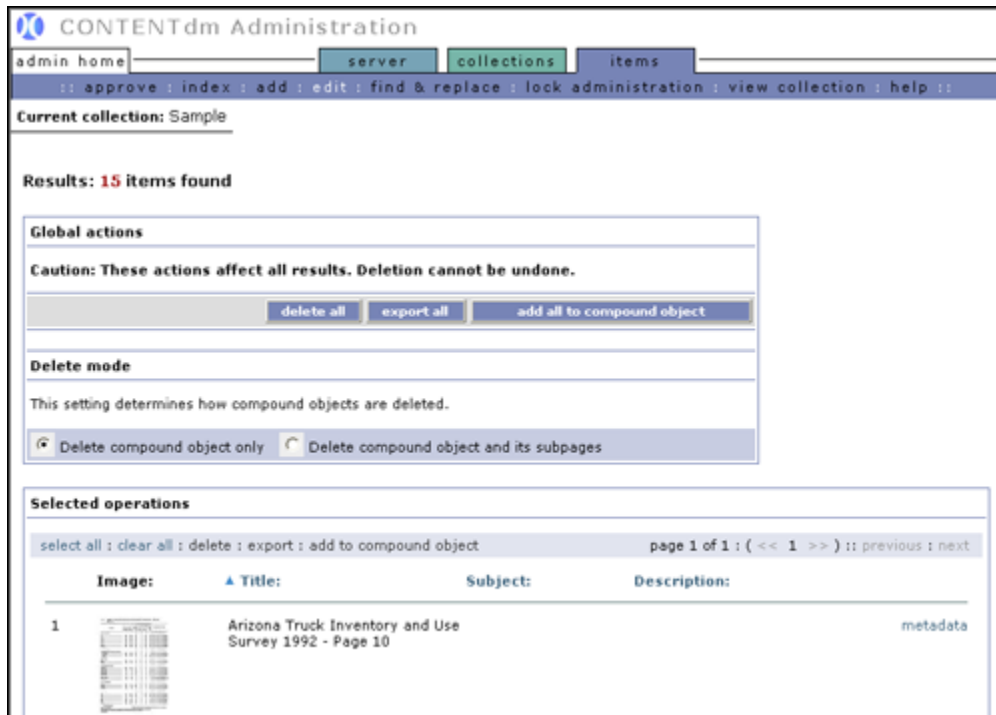 CONTENTdm Administration
admin home server collections items
:: approve : index : add : edit : find & replace : lock administration : view collection : help ::
Current collection: Sample
Results: 15 items found
Global actions
Caution: These actions affect all results. Deletion cannot be undone.
delete all export all add all to compound object
Delete mode
This setting determines how compound objects are deleted.
Delete compound object only Delete compound object and its subpages
Selected operations
select all : clear all : delete : export : add to compound object page 1 of 1 : ( << 1 >> ) :: previous : next
Image: Title: Subject: Description:
1 Arizona Truck Inventory and Use metadata
Survey 1992 - Page 10